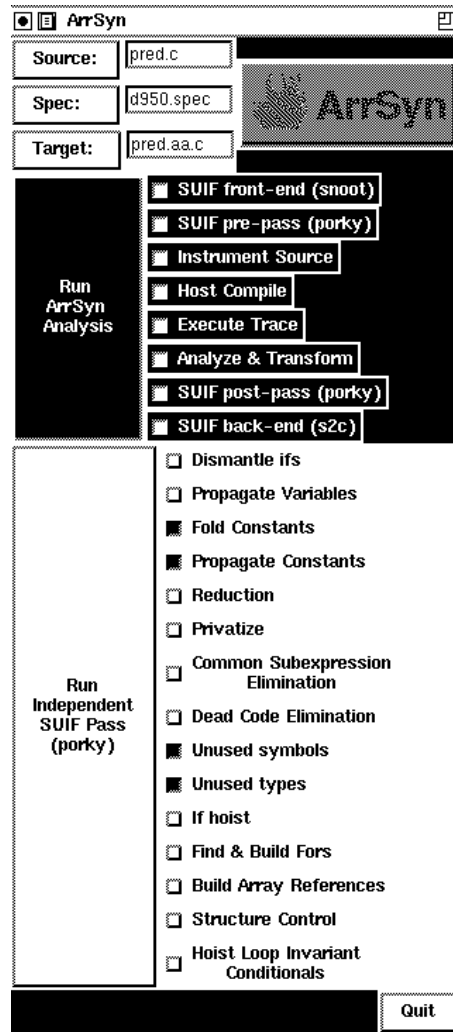 ArrSyn
Source: pred.c
Spec: d950.spec
ArrSyn
Target: pred.aa.c
SUIF front-end (snoot)
SUIF pre-pass (porky)
Instrument Source
Host Compile
Run
ArrSyn
Analysis
Execute Trace
Analyze & Transform
SUIF post-pass (porky)
SUIF back-end (s2c)
Dismantle ifs
Propagate Variables
Fold Constants
Propagate Constants
Reduction
Privatize
Common Subexpression
Elimination
Run
Independent
SUIF Pass
(porky)
Dead Code Elimination
Unused symbols
Unused types
If hoist
Find & Build Fors
Build Array References
Structure Control
Hoist Loop Invariant
Conditionals
Quit